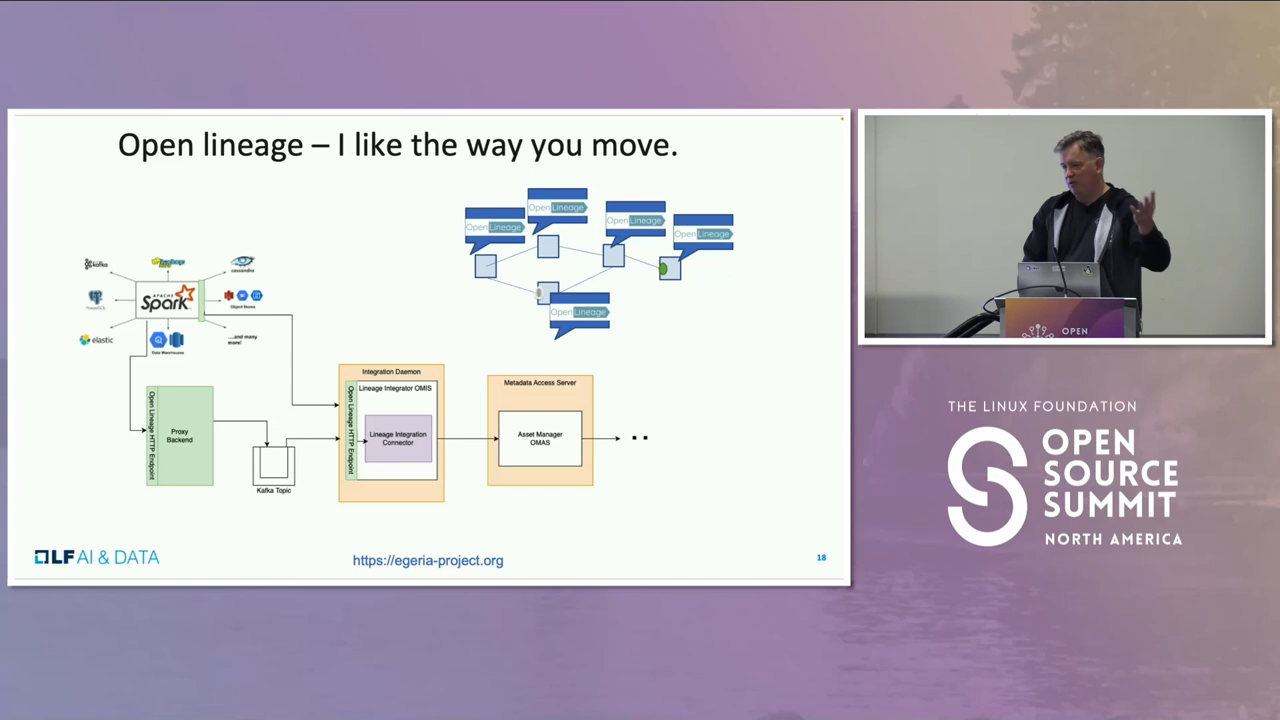 Open lineage – I like the way you move.
Open Lineage
Open Lineage
Open Lineage
Open Lineage
Open Lineage
kafka
cassandra
APACHE
Spark
PostgreSQL
Object Stores
elastic
Data Warehouses
....and many
more!
Open Lineage HTTP Endpoint
Proxy
Backend
Kafka Topic
Integration Daemon
Lineage Integrator OMIS
Open Lineage HTTP Endpoint
Lineage Integration
Connector
Metadata Access Server
Asset Manager
OMAS
LF AI & DATA
https://egeria-project.org
18
OPEN
THE LINUX FOUNDATION
OPEN
SOURCE
SUMMIT
NORTH AMERICA